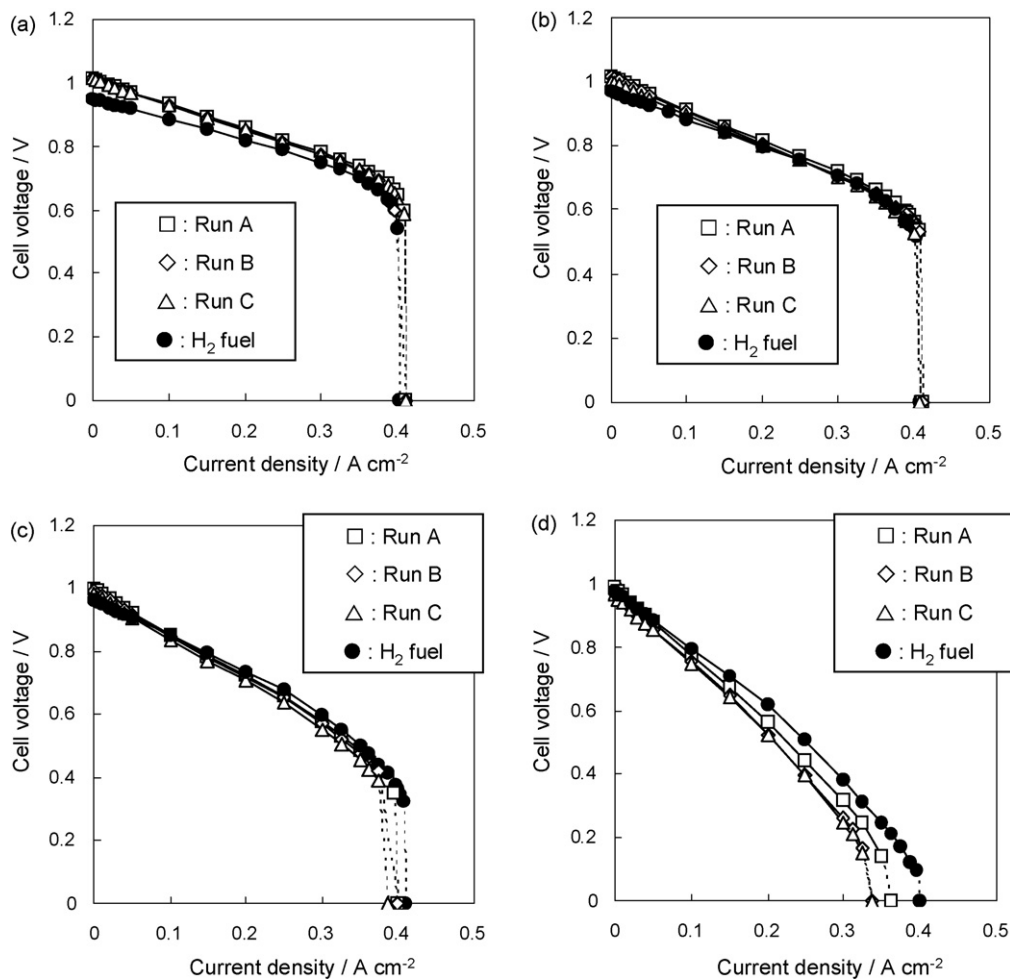 (a)
1.2
1
0.8
0.6
0.4
0.2
0
Cell voltage / V
□ : Run A
◇ : Run B
△ : Run C
● : H₂ fuel
0 0.1 0.2 0.3 0.4 0.5
Current density / A cm⁻²
(b)
1.2
1
0.8
0.6
0.4
0.2
0
Cell voltage / V
□ : Run A
◇ : Run B
△ : Run C
● : H₂ fuel
0 0.1 0.2 0.3 0.4 0.5
Current density / A cm⁻²
(c)
1.2
1
0.8
0.6
0.4
0.2
0
Cell voltage / V
□ : Run A
◇ : Run B
△ : Run C
● : H₂ fuel
0 0.1 0.2 0.3 0.4 0.5
Current density / A cm⁻²
(d)
1.2
1
0.8
0.6
0.4
0.2
0
Cell voltage / V
□ : Run A
◇ : Run B
△ : Run C
● : H₂ fuel
0 0.1 0.2 0.3 0.4 0.5
Current density / A cm⁻²